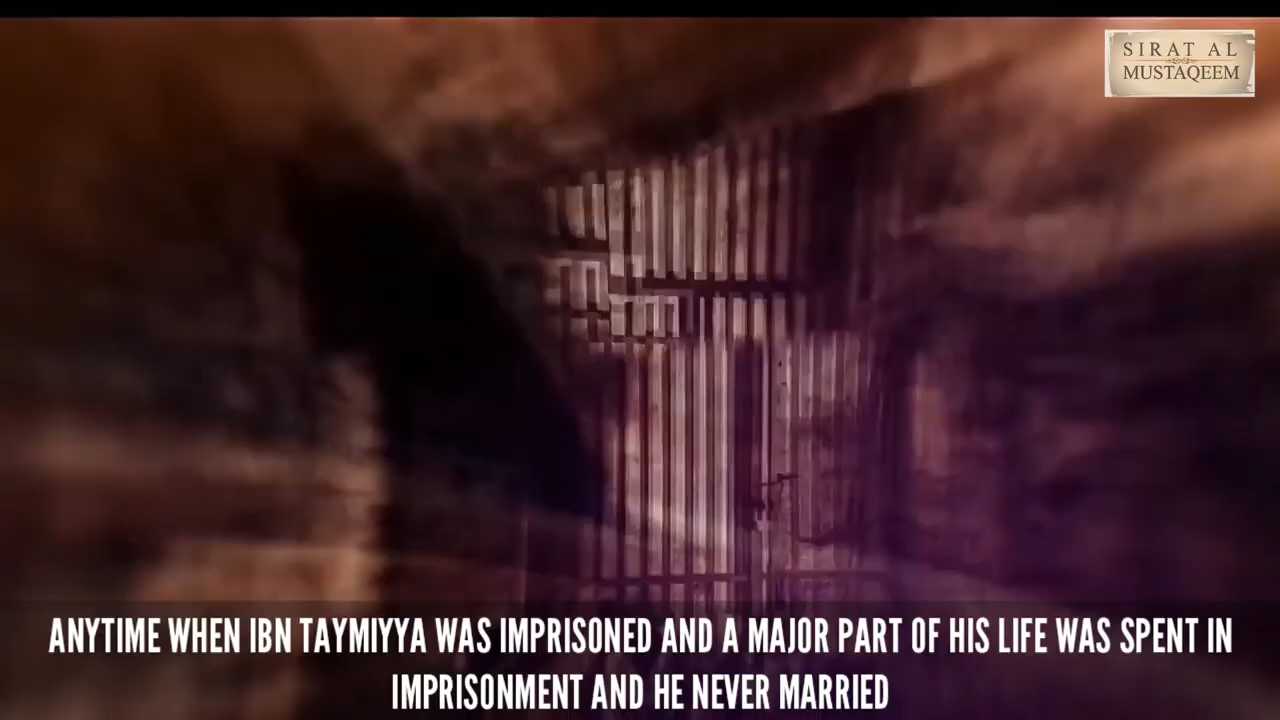 SIRAT AL
MUSTAQEEM
ANYTIME WHEN IBN TAYMIYYA WAS IMPRISONED AND A MAJOR PART OF HIS LIFE WAS SPENT IN
IMPRISONMENT AND HE NEVER MARRIED